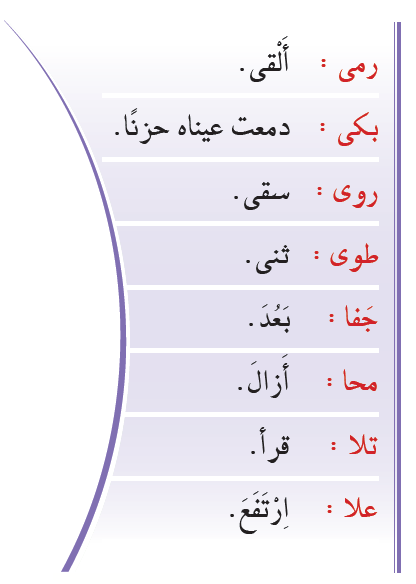 رمى : أَلْقى.
بكى : دمعت عيناه حزنًا.
روى : سقى.
طوى : ثنى.
جَفا : بَعُدَ.
محا : أَزالَ.
تلا : قرأ.
علا : اِرْتَفَعَ.